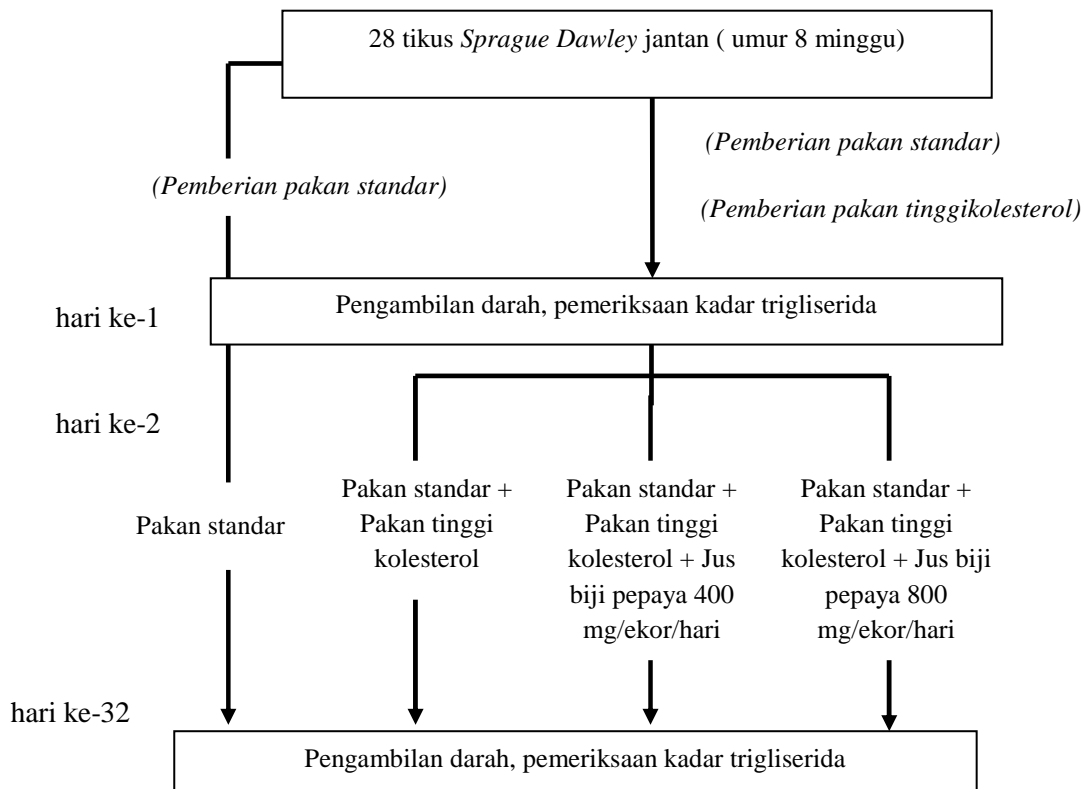 28 tikus Sprague Dawley jantan ( umur 8 minggu)
(Pemberian pakan standar)
(Pemberian pakan standar)
(Pemberian pakan tinggikolesterol)
hari ke-1
Pengambilan darah, pemeriksaan kadar trigliserida
hari ke-2
Pakan standar
Pakan standar +
Pakan tinggi
kolesterol
Pakan standar +
Pakan tinggi
kolesterol + Jus
biji pepaya 400
mg/ekor/hari
Pakan standar +
Pakan tinggi
kolesterol + Jus biji
pepaya 800
mg/ekor/hari
hari ke-32
Pengambilan darah, pemeriksaan kadar trigliserida